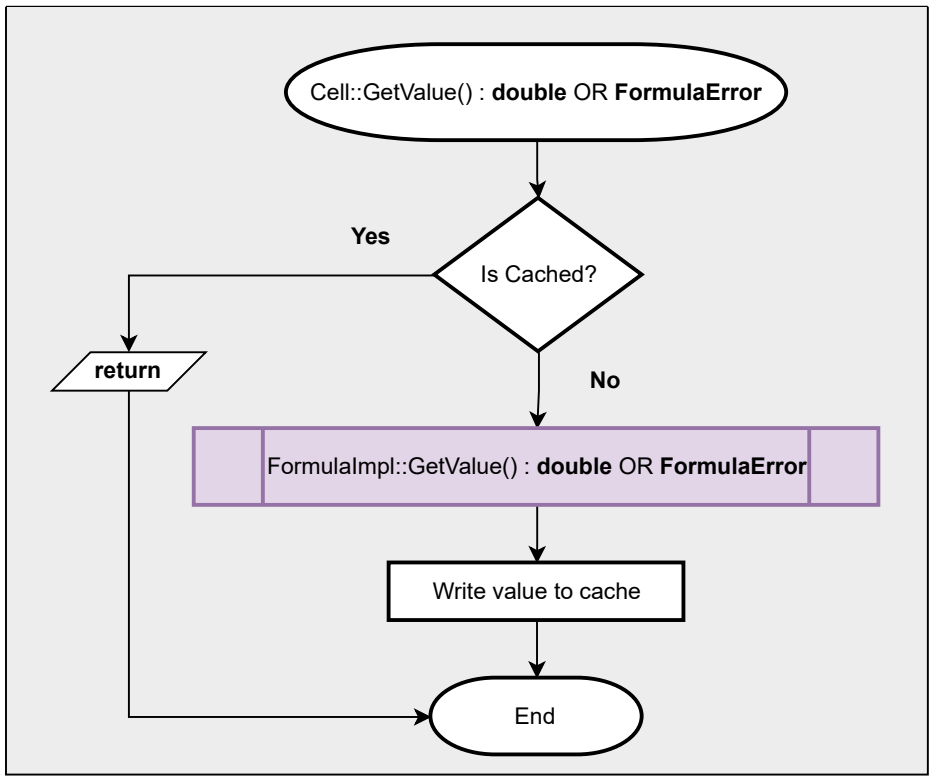 Cell::GetValue() : double OR FormulaError
Is Cached?
Yes
return
No
FormulaImpl::GetValue() : double OR FormulaError
Write value to cache
End